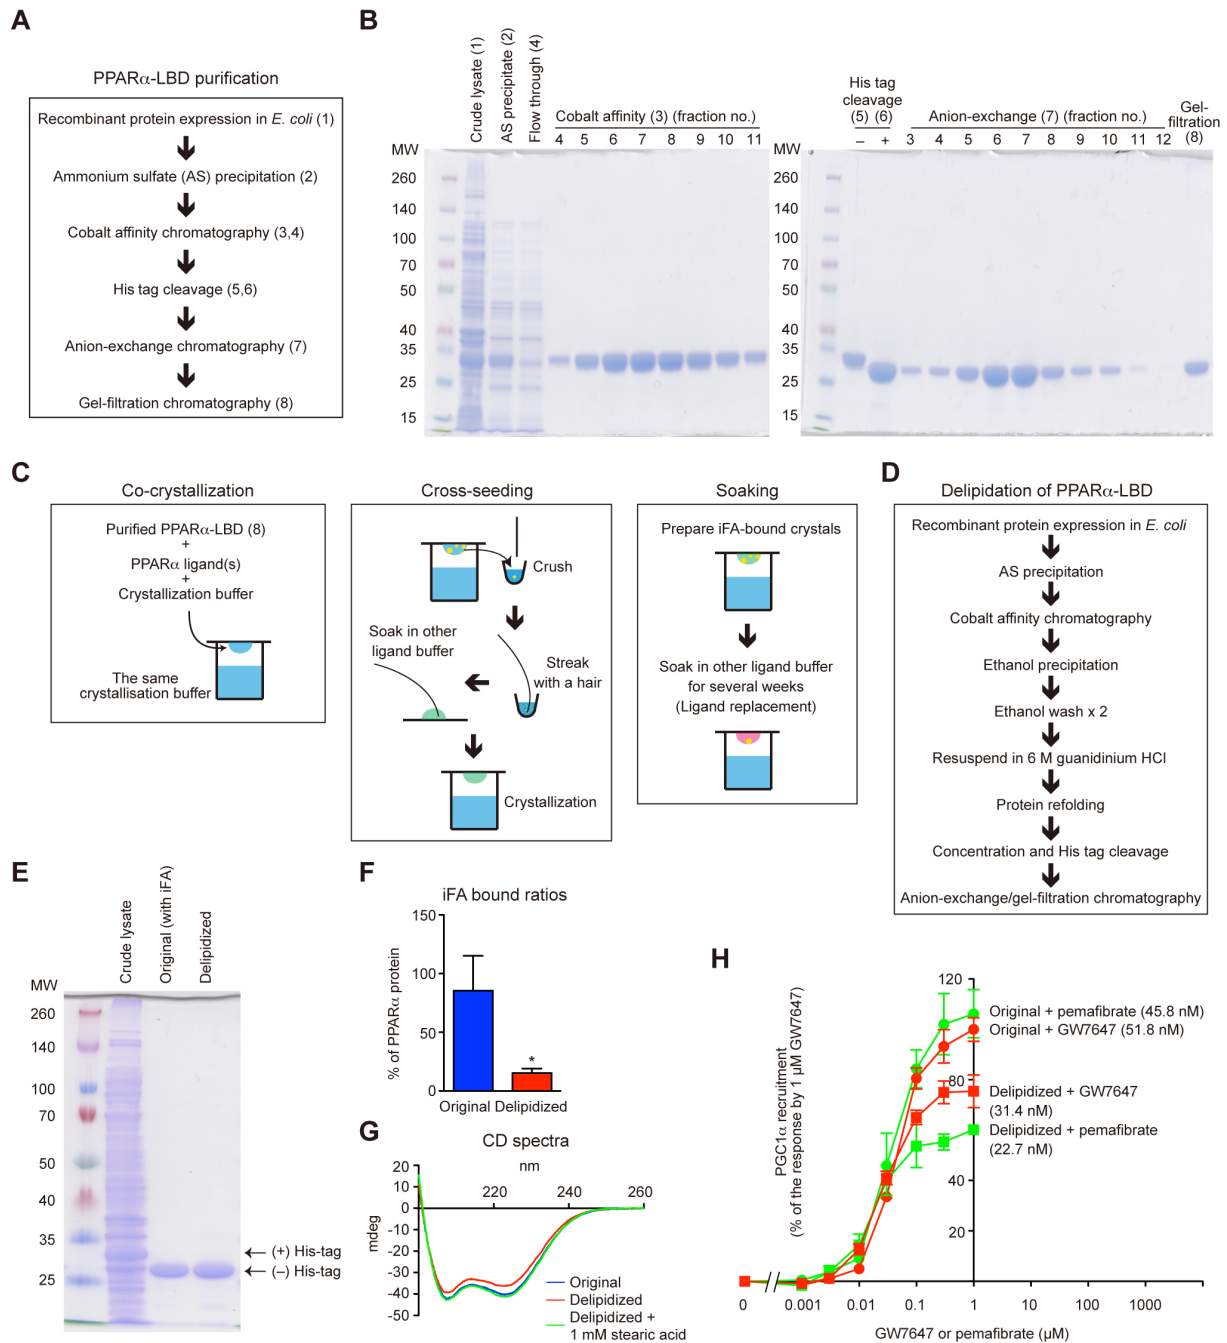 A
PPARα-LBD purification
Recombinant protein expression in E. coli (1)
Ammonium sulfate (AS) precipitation (2)
Cobalt affinity chromatography (3,4)
His tag cleavage (5,6)
Anion-exchange chromatography (7)
Gel-filtration chromatography (8)
B
Crude lysate (1)
AS precipitate (2)
Flow through (4)
Cobalt affinity (3) (fraction no.)
4 5 6 7 8 9 10 11
MW
260
140
100
70
50
40
35
25
15
His tag
cleavage
(5) (6)
– +
Anion-exchange (7) (fraction no.)
3 4 5 6 7 8 9 10 11 12
Gel-
filtration
(8)
MW
260
140
100
70
50
40
35
25
15
C
Co-crystallization
Purified PPARα-LBD (8)
+
PPARα ligand(s)
+
Crystallization buffer
The same
crystallisation buffer
Cross-seeding
Crush
Soak in other
ligand buffer
Streak
with a hair
Crystallization
Soaking
Prepare iFA-bound crystals
Soak in other ligand buffer
for several weeks
(Ligand replacement)
D
Delipidation of PPARα-LBD
Recombinant protein expression in E. coli
AS precipitation
Cobalt affinity chromatography
Ethanol precipitation
Ethanol wash x 2
Resuspend in 6 M guanidinium HCl
Protein refolding
Concentration and His tag cleavage
Anion-exchange/gel-filtration chromatography
E
Crude lysate
Original (with iFA)
Delipidized
MW
260
140
100
70
50
40
35
25
(+) His-tag
(–) His-tag
F
iFA bound ratios
% of PPARα protein
150
100
50
0
*
Original Delipidized
G
CD spectra
nm
220 240 260
mdeg
20
10
0
-10
-20
-30
-40
-50
Original
Delipidized
Delipidized +
1 mM stearic acid
H
PGC1α recruitment
(% of the response by 1 µM GW7647)
120
80
40
20
Original + pemafibrate (45.8 nM)
Original + GW7647 (51.8 nM)
Delipidized + GW7647
(31.4 nM)
Delipidized + pemafibrate
(22.7 nM)
0 0.001 0.01 0.1 1 10 100 1000
GW7647 or pemafibrate (µM)